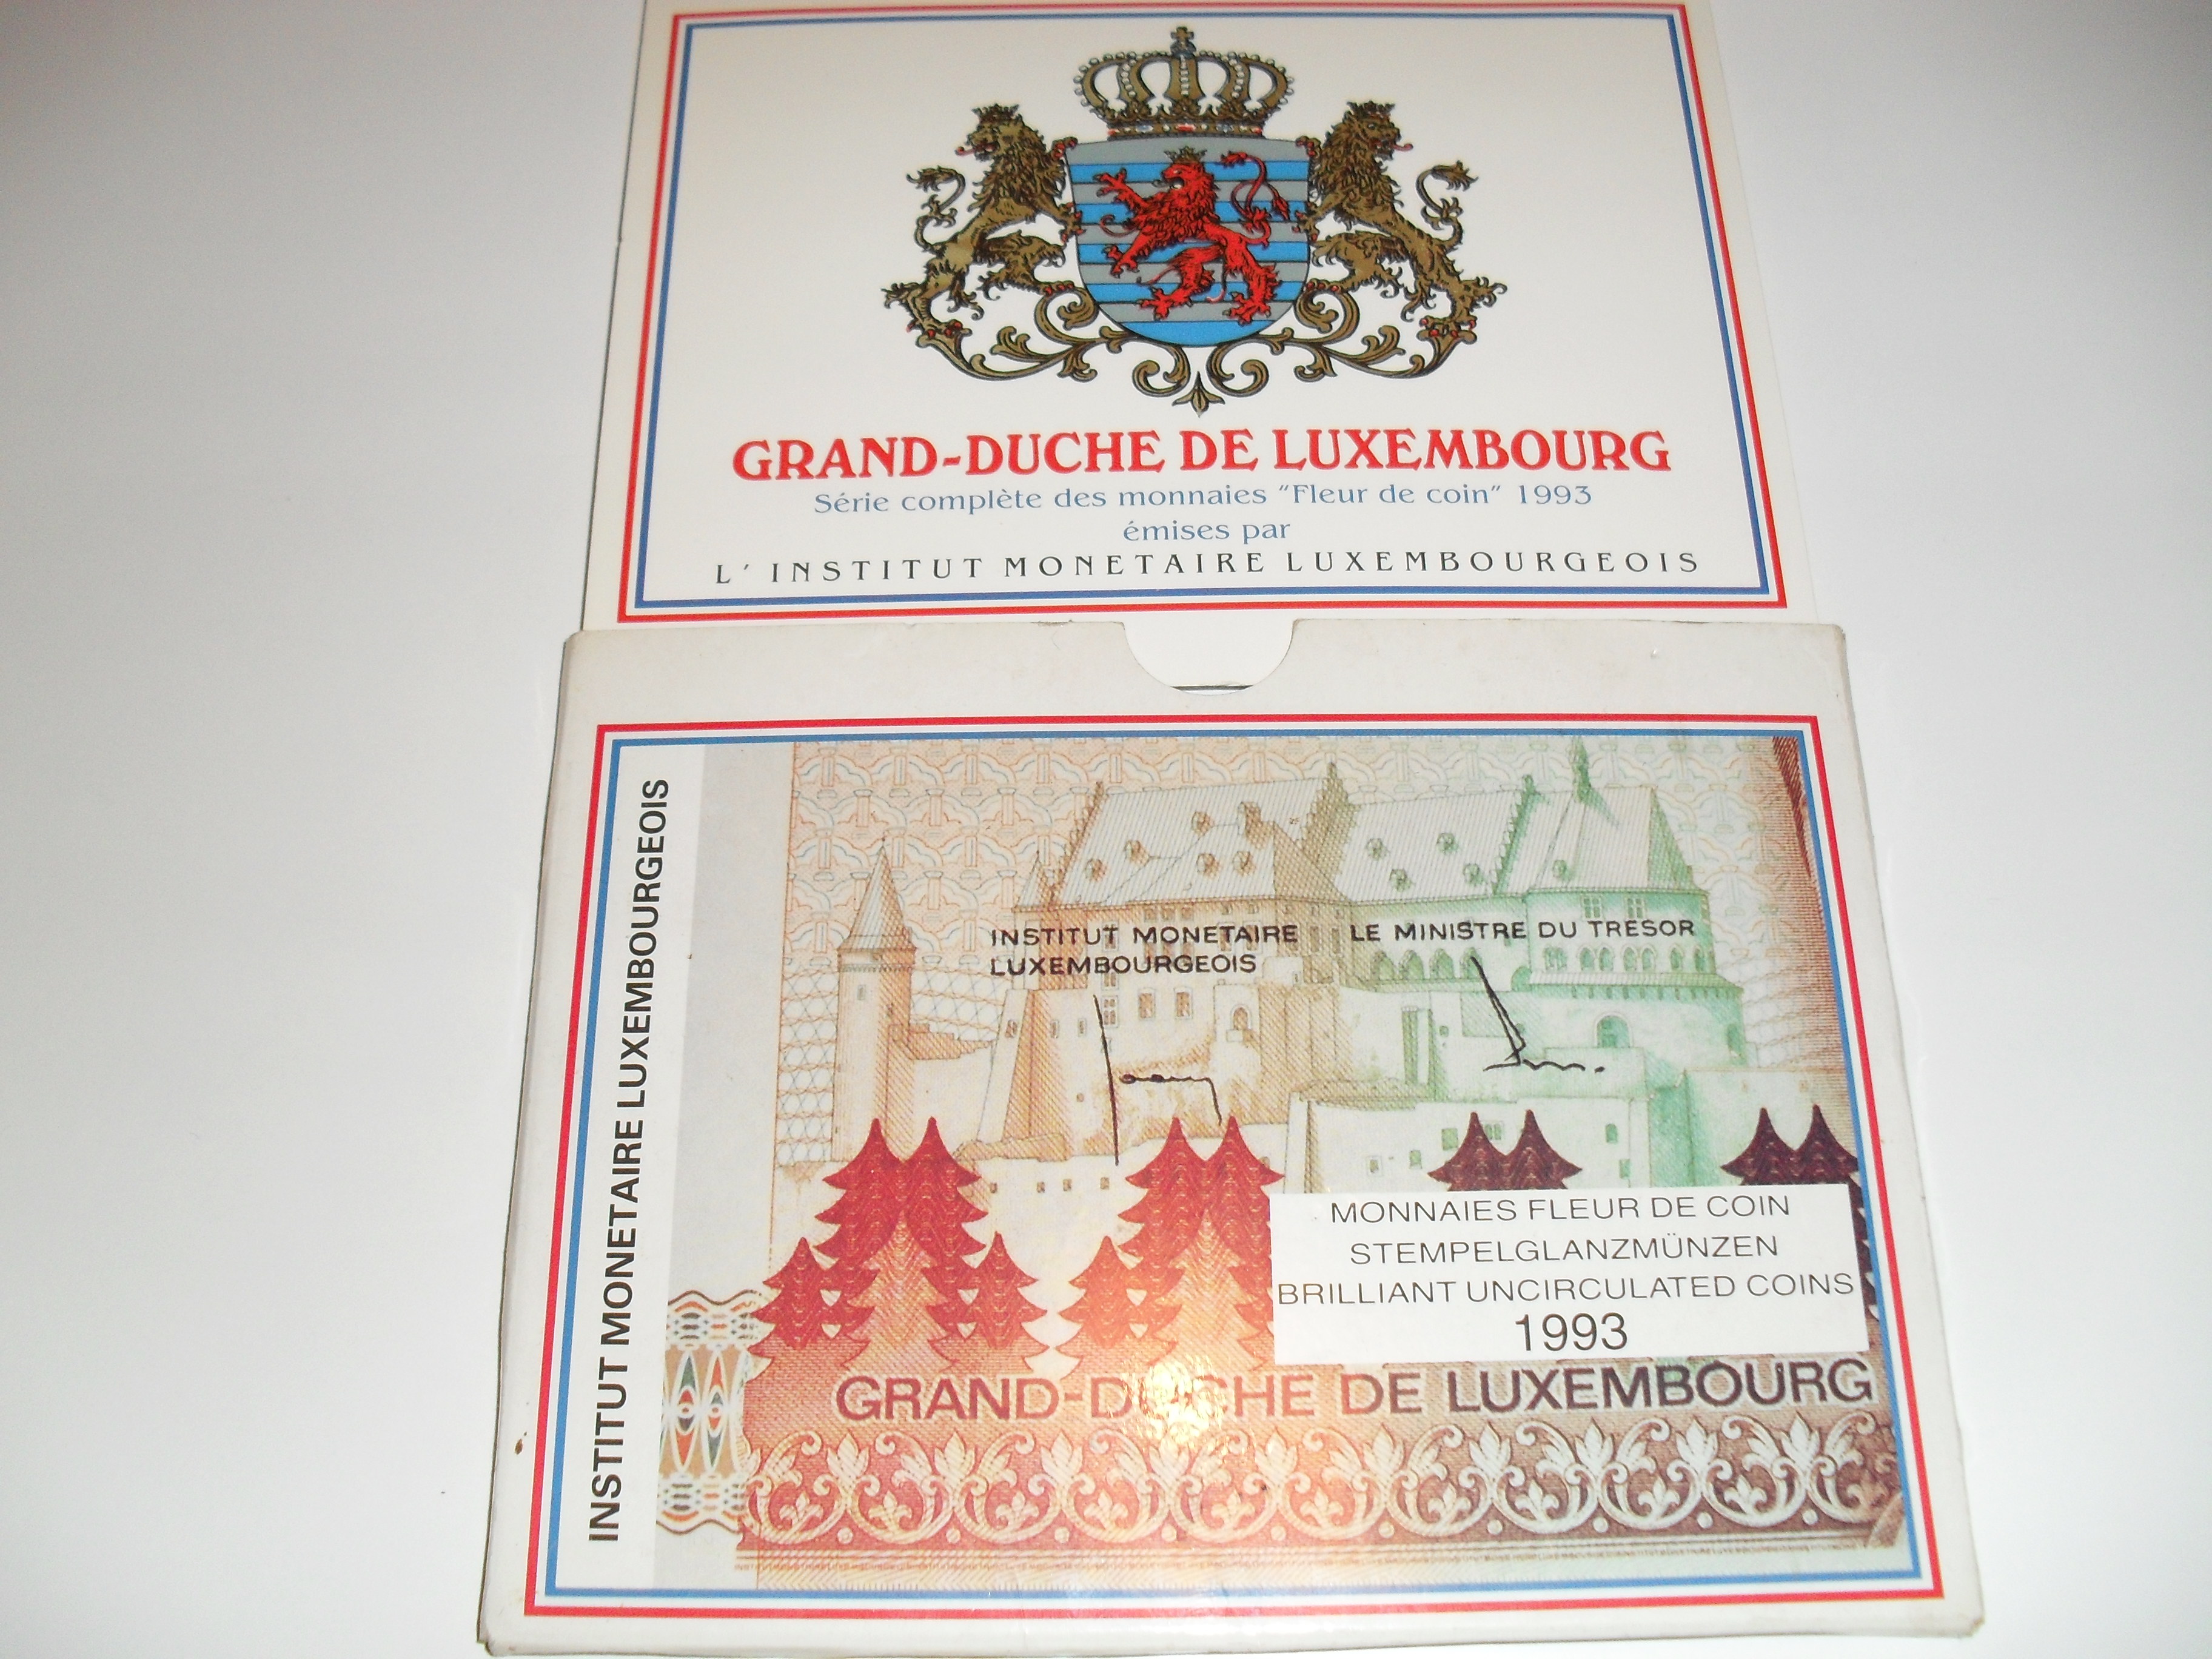 GRAND-DUCHE DE LUXEMBOURG
Série complète des monnaies "Fleur de coin" 1993
émises par
L' INSTITUT MONETAIRE LUXEMBOURGEOIS
INSTITUT MONETAIRE LUXEMBOURGEOIS
INSTITUT MONETAIRE
LUXEMBOURGEOIS
LE MINISTRE DU TRESOR
MONNAIES FLEUR DE COIN
STEMPELGLANZMÜNZEN
BRILLIANT UNCIRCULATED COINS
1993
GRAND-DUCHE DE LUXEMBOURG